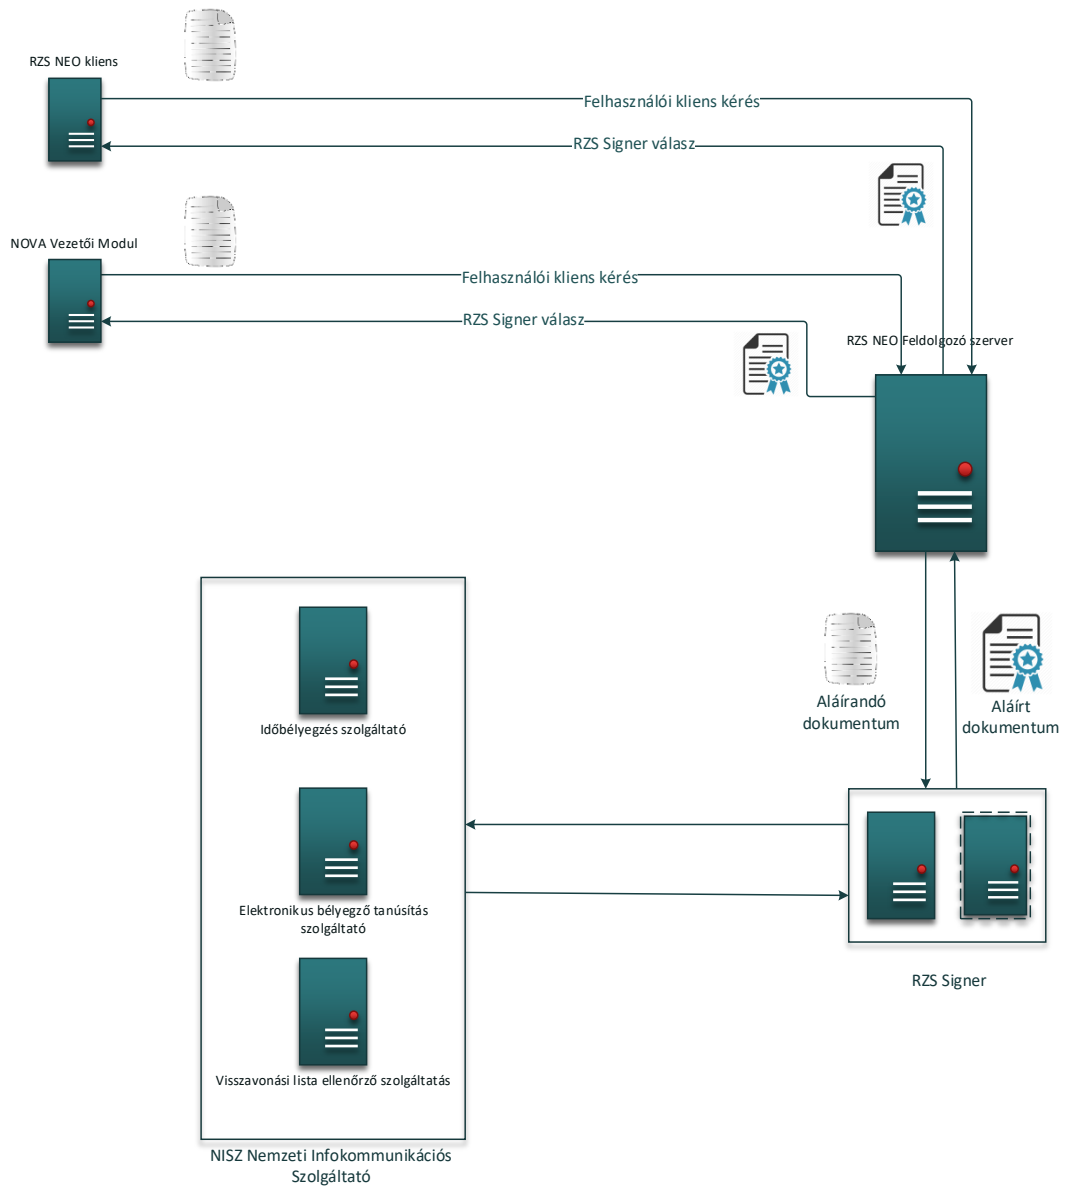 RZS NEO kliens
Felhasználói kliens kérés
RZS Signer válasz
NOVA Vezetői Modul
Felhasználói kliens kérés
RZS Signer válasz
RZS NEO Feldolgozó szerver
Aláírandó
dokumentum
Aláírt
dokumentum
Időbélyegzés szolgáltató
Elektronikus bélyegző tanúsítás
szolgáltató
Visszavonási lista ellenőrző szolgáltatás
RZS Signer
NISZ Nemzeti Infokommunikációs
Szolgáltató